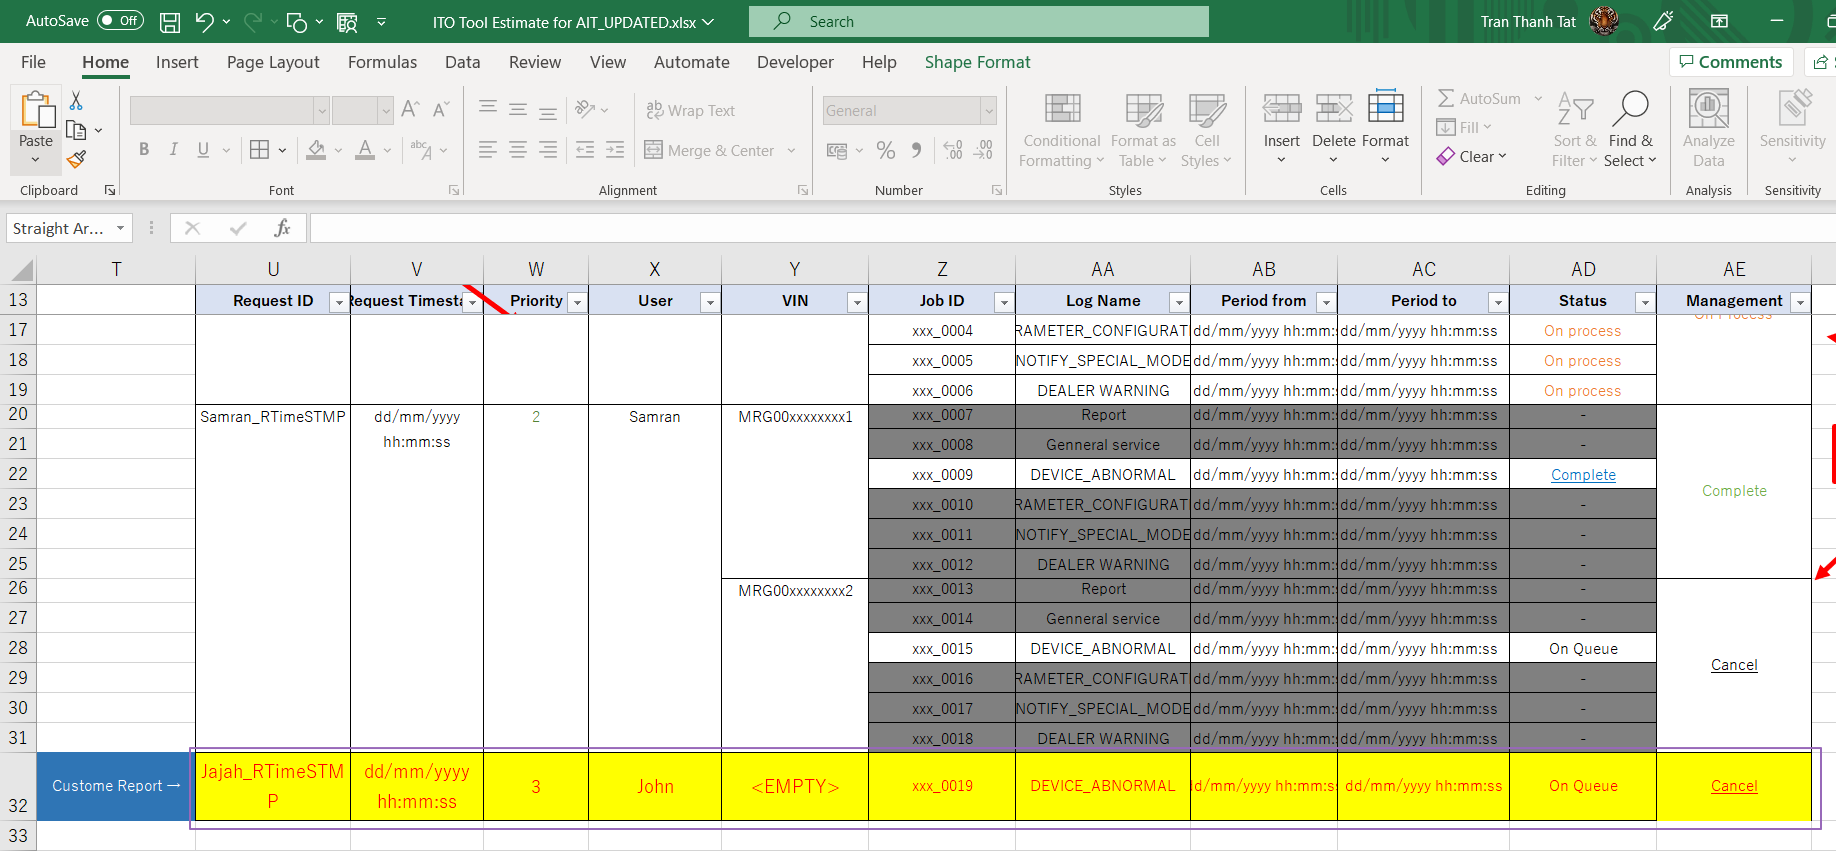 AutoSave Off ITO Tool Estimate for AIT_UPDATED.xlsx Search Tran Thanh Tat
File Home Insert Page Layout Formulas Data Review View Automate Developer Help Shape Format Comments
Paste
Clipboard
B I U
Font
ab Wrap Text
Merge & Center
Alignment
General
% 9 .00 .00
Number
Conditional Formatting
Format as Table
Cell Styles
Styles
Insert Delete Format
Cells
AutoSum
Fill
Clear
Sort & Filter
Find & Select
Editing
Analyze Data
Analysis
Sensitivity
Sensitivity
Straight Ar... fx
T U V W X Y Z AA AB AC AD AE
13 Request ID Request Timesta Priority User VIN Job ID Log Name Period from Period to Status Management
17 xxx_0004 RAMETER_CONFIGURAT dd/mm/yyyy hh:mm: dd/mm/yyyy hh:mm:ss On process On Process
18 xxx_0005 NOTIFY_SPECIAL_MODE dd/mm/yyyy hh:mm: dd/mm/yyyy hh:mm:ss On process
19 xxx_0006 DEALER WARNING dd/mm/yyyy hh:mm: dd/mm/yyyy hh:mm:ss On process
20 Samran_RTimeSTMP dd/mm/yyyy hh:mm:ss 2 Samran MRG00xxxxxxxx1 xxx_0007 Report dd/mm/yyyy hh:mm: dd/mm/yyyy hh:mm:ss -
21 xxx_0008 Genneral service dd/mm/yyyy hh:mm: dd/mm/yyyy hh:mm:ss -
22 xxx_0009 DEVICE_ABNORMAL dd/mm/yyyy hh:mm: dd/mm/yyyy hh:mm:ss Complete
23 xxx_0010 RAMETER_CONFIGURAT dd/mm/yyyy hh:mm: dd/mm/yyyy hh:mm:ss - Complete
24 xxx_0011 NOTIFY_SPECIAL_MODE dd/mm/yyyy hh:mm: dd/mm/yyyy hh:mm:ss -
25 xxx_0012 DEALER WARNING dd/mm/yyyy hh:mm: dd/mm/yyyy hh:mm:ss -
26 MRG00xxxxxxxx2 xxx_0013 Report dd/mm/yyyy hh:mm: dd/mm/yyyy hh:mm:ss -
27 xxx_0014 Genneral service dd/mm/yyyy hh:mm: dd/mm/yyyy hh:mm:ss -
28 xxx_0015 DEVICE_ABNORMAL dd/mm/yyyy hh:mm: dd/mm/yyyy hh:mm:ss On Queue
29 xxx_0016 RAMETER_CONFIGURAT dd/mm/yyyy hh:mm: dd/mm/yyyy hh:mm:ss - Cancel
30 xxx_0017 NOTIFY_SPECIAL_MODE dd/mm/yyyy hh:mm: dd/mm/yyyy hh:mm:ss -
31 xxx_0018 DEALER WARNING dd/mm/yyyy hh:mm: dd/mm/yyyy hh:mm:ss -
32 Custome Report → Jajah_RTimeSTMP dd/mm/yyyy hh:mm:ss 3 John <EMPTY> xxx_0019 DEVICE_ABNORMAL dd/mm/yyyy hh:mm:s dd/mm/yyyy hh:mm:ss On Queue Cancel
33